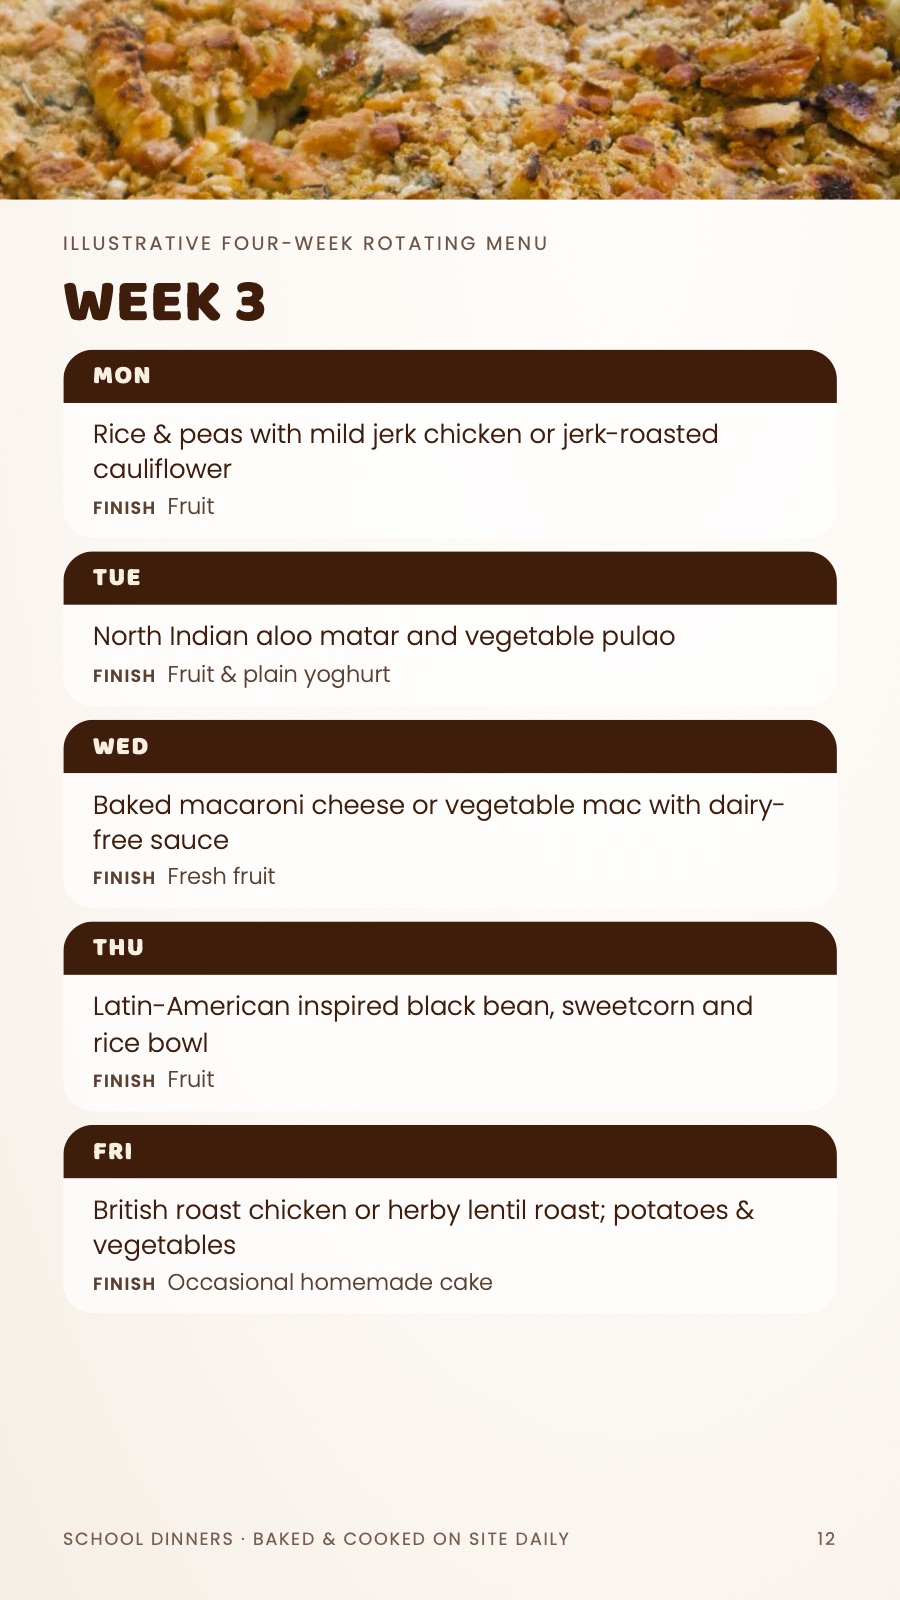 ILLUSTRATIVE FOUR-WEEK ROTATING MENU
WEEK 3
MON
Rice & peas with mild jerk chicken or jerk-roasted
cauliflower
FINISH Fruit
TUE
North Indian aloo matar and vegetable pulao
FINISH Fruit & plain yoghurt
WED
Baked macaroni cheese or vegetable mac with dairy-
free sauce
FINISH Fresh fruit
THU
Latin-American inspired black bean, sweetcorn and
rice bowl
FINISH Fruit
FRI
British roast chicken or herby lentil roast; potatoes &
vegetables
FINISH Occasional homemade cake
SCHOOL DINNERS · BAKED & COOKED ON SITE DAILY 12